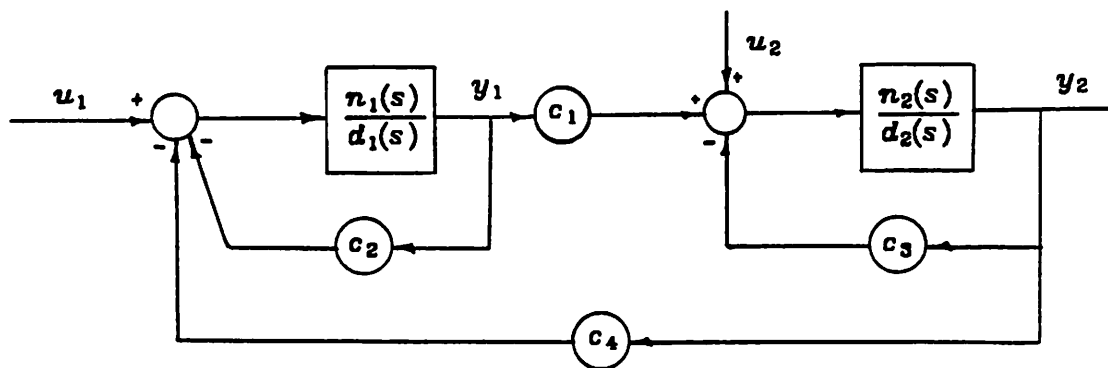 u₁
+
-
-
n₁(s)
d₁(s)
y₁
c₁
u₂
+
+
-
n₂(s)
d₂(s)
y₂
c₂
c₃
c₄